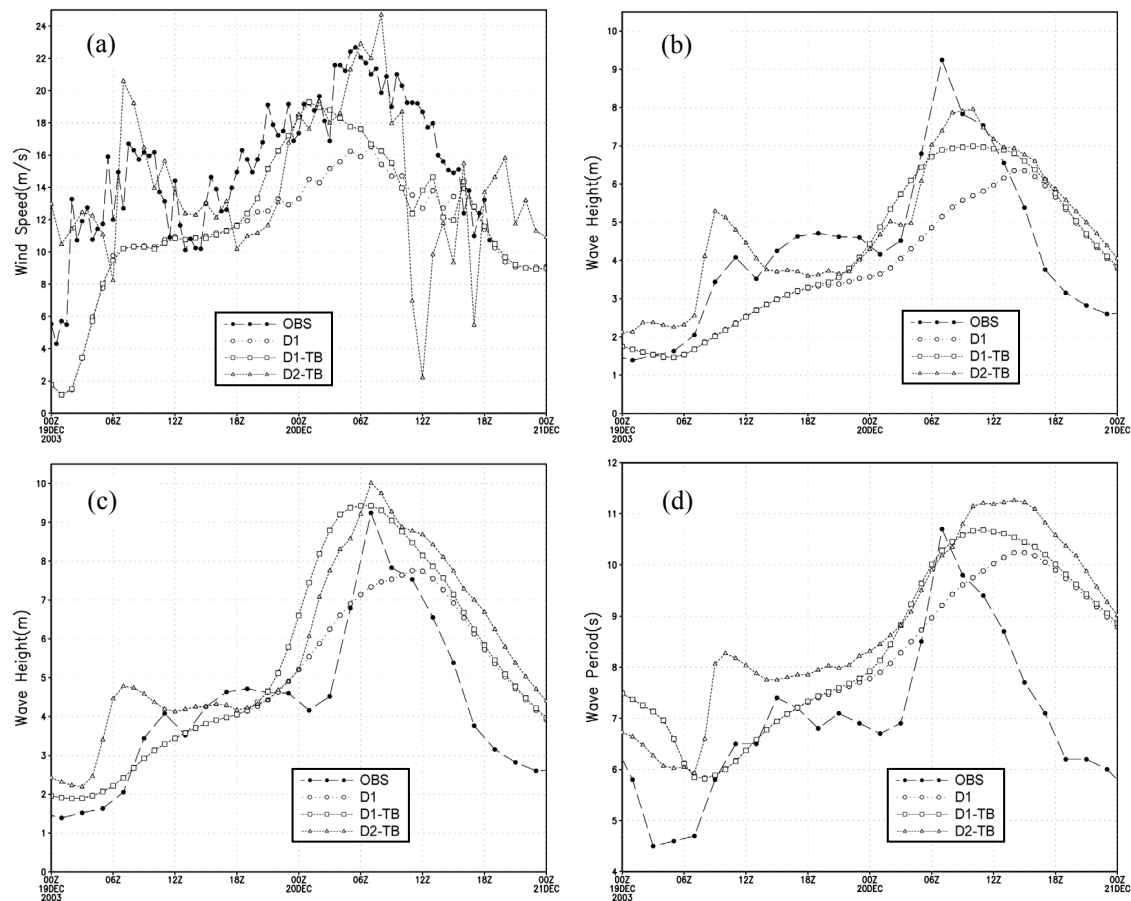 (a)
Wind Speed(m/s)
24
22
20
18
16
14
12
10
8
6
4
2
0
OBS
D1
D1-TB
D2-TB
00Z 06Z 12Z 18Z 00Z 06Z 12Z 18Z 00Z
19DEC 20DEC 21DEC
2003
(b)
Wave Height(m)
10
9
8
7
6
5
4
3
2
1
0
OBS
D1
D1-TB
D2-TB
00Z 06Z 12Z 18Z 00Z 06Z 12Z 18Z 00Z
19DEC 20DEC 21DEC
2003
(c)
Wave Height(m)
10
9
8
7
6
5
4
3
2
1
0
OBS
D1
D1-TB
D2-TB
00Z 06Z 12Z 18Z 00Z 06Z 12Z 18Z 00Z
19DEC 20DEC 21DEC
2003
(d)
Wave Period(s)
12
11
10
9
8
7
6
5
4
OBS
D1
D1-TB
D2-TB
00Z 06Z 12Z 18Z 00Z 06Z 12Z 18Z 00Z
19DEC 20DEC 21DEC
2003